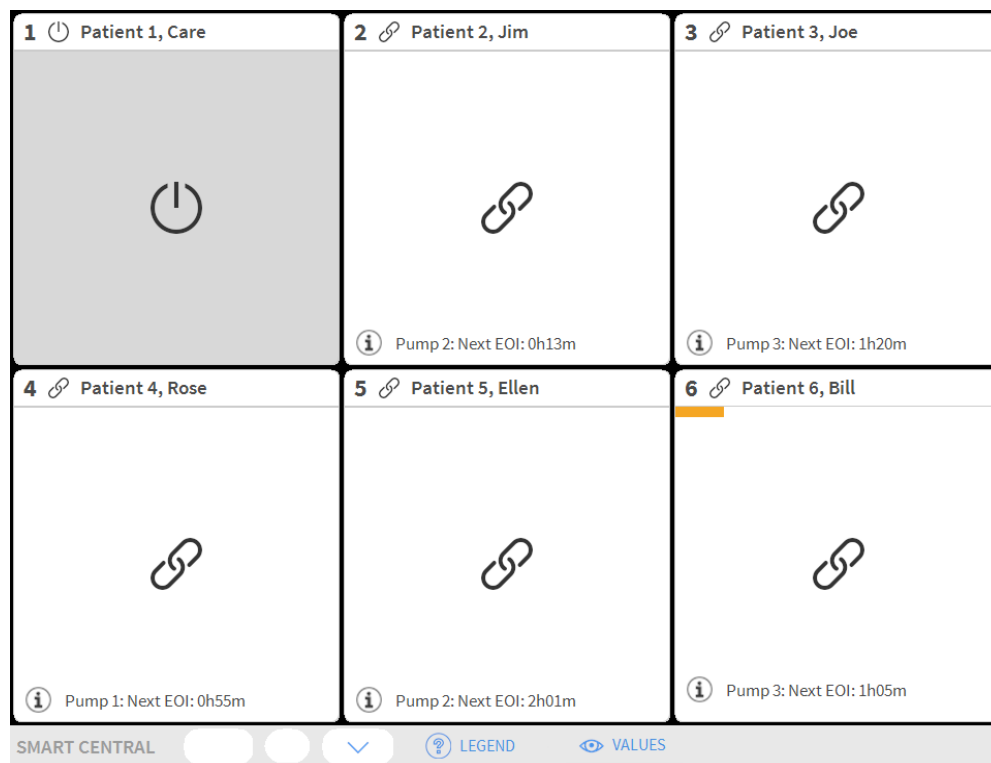 1 Patient 1, Care
2 Patient 2, Jim
3 Patient 3, Joe
Pump 2: Next EOI: 0h13m
Pump 3: Next EOI: 1h20m
4 Patient 4, Rose
5 Patient 5, Ellen
6 Patient 6, Bill
Pump 1: Next EOI: 0h55m
Pump 2: Next EOI: 2h01m
Pump 3: Next EOI: 1h05m
SMART CENTRAL
LEGEND
VALUES